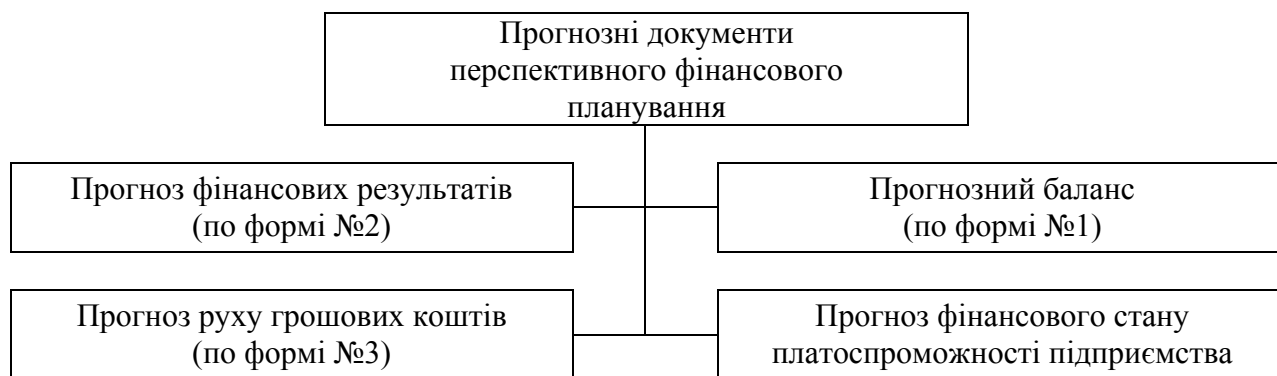 Прогнозні документи
перспективного фінансового
планування
Прогноз фінансових результатів
(по формі №2)
Прогнозний баланс
(по формі №1)
Прогноз руху грошових коштів
(по формі №3)
Прогноз фінансового стану
платоспроможності підприємства